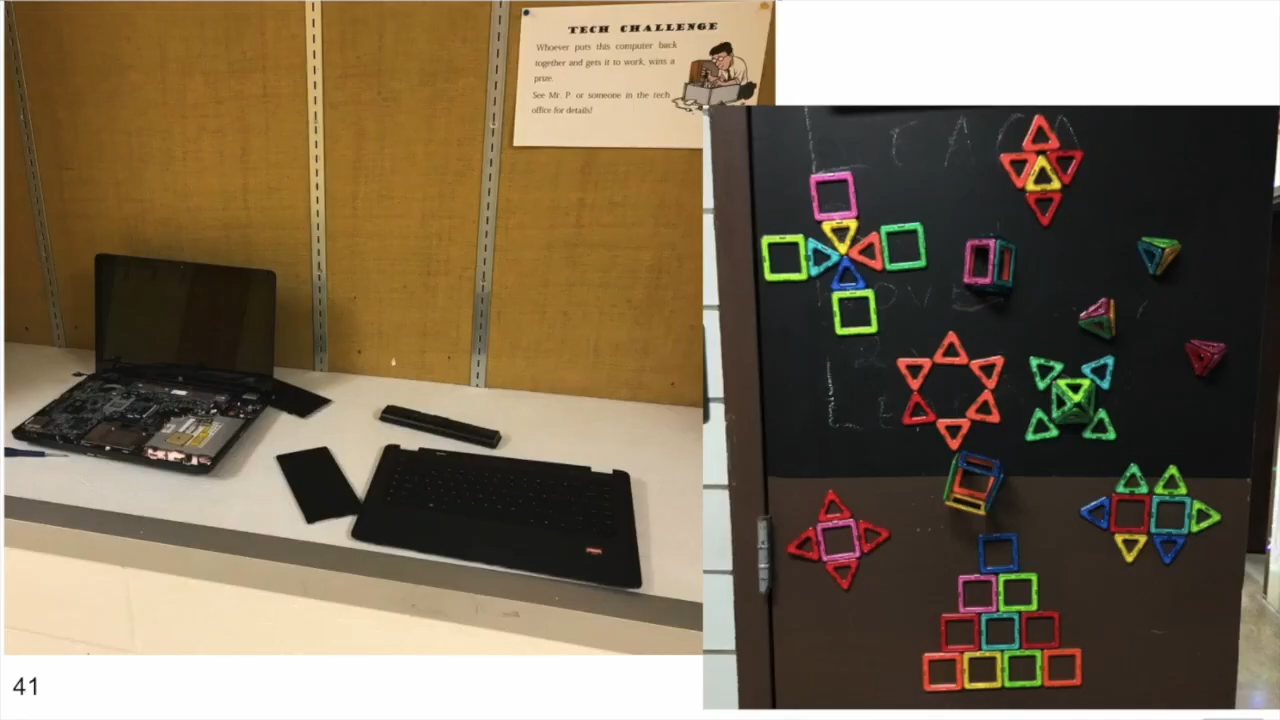 TECH CHALLENGE
Whoever puts this computer back
together and gets it to work, wins a
prize.
See Mr. P. or someone in the tech
office for details!
41